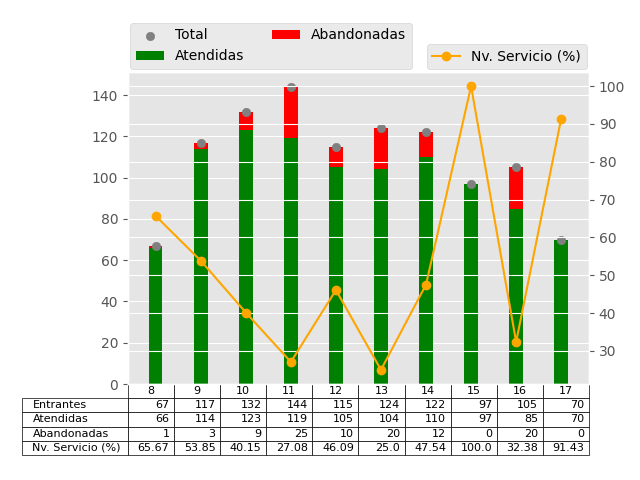 Total Abandonadas
Atendidas
Nv. Servicio (%)
140
120
100
80
60
40
20
0
100
90
80
70
60
50
40
30
8 9 10 11 12 13 14 15 16 17
Entrantes 67 117 132 144 115 124 122 97 105 70
Atendidas 66 114 123 119 105 104 110 97 85 70
Abandonadas 1 3 9 25 10 20 12 0 20 0
Nv. Servicio (%) 65.67 53.85 40.15 27.08 46.09 25.0 47.54 100.0 32.38 91.43